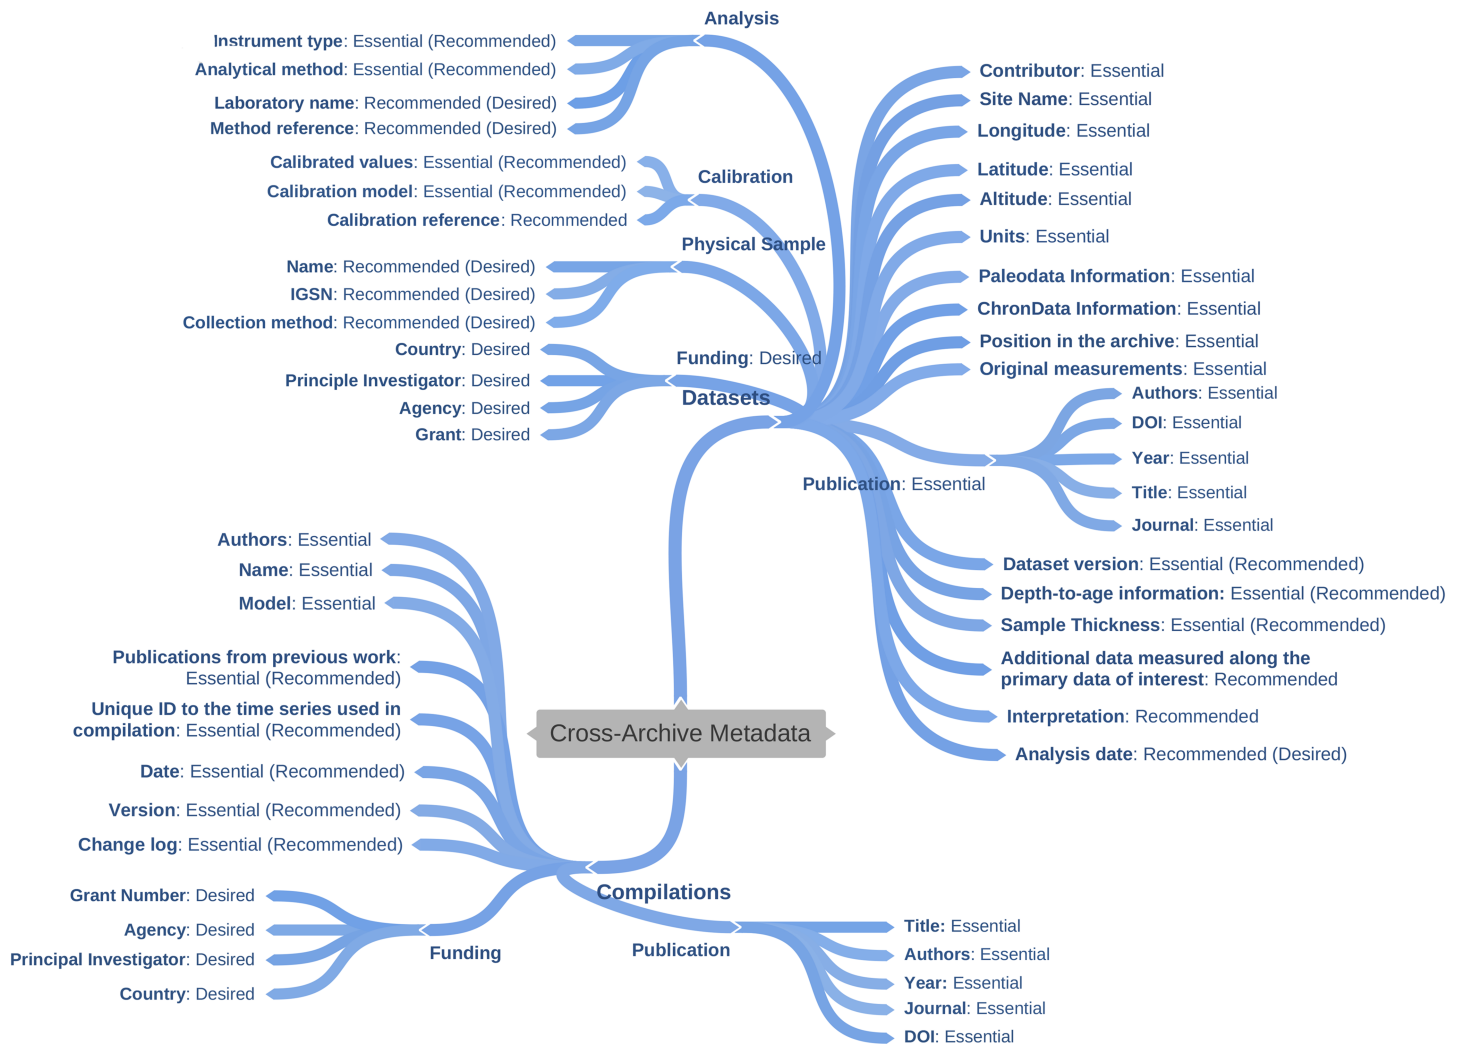 Analysis
Instrument type: Essential (Recommended)
Analytical method: Essential (Recommended)
Laboratory name: Recommended (Desired)
Method reference: Recommended (Desired)
Calibration
Calibrated values: Essential (Recommended)
Calibration model: Essential (Recommended)
Calibration reference: Recommended
Physical Sample
Name: Recommended (Desired)
IGSN: Recommended (Desired)
Collection method: Recommended (Desired)
Funding: Desired
Country: Desired
Principle Investigator: Desired
Agency: Desired
Grant: Desired
Datasets
Contributor: Essential
Site Name: Essential
Longitude: Essential
Latitude: Essential
Altitude: Essential
Units: Essential
Paleodata Information: Essential
ChronData Information: Essential
Position in the archive: Essential
Original measurements: Essential
Publication: Essential
Authors: Essential
DOI: Essential
Year: Essential
Title: Essential
Journal: Essential
Dataset version: Essential (Recommended)
Depth-to-age information: Essential (Recommended)
Sample Thickness: Essential (Recommended)
Additional data measured along the
primary data of interest: Recommended
Interpretation: Recommended
Analysis date: Recommended (Desired)
Cross-Archive Metadata
Authors: Essential
Name: Essential
Model: Essential
Publications from previous work:
Essential (Recommended)
Unique ID to the time series used in
compilation: Essential (Recommended)
Date: Essential (Recommended)
Version: Essential (Recommended)
Change log: Essential (Recommended)
Compilations
Funding
Grant Number: Desired
Agency: Desired
Principal Investigator: Desired
Country: Desired
Publication
Title: Essential
Authors: Essential
Year: Essential
Journal: Essential
DOI: Essential